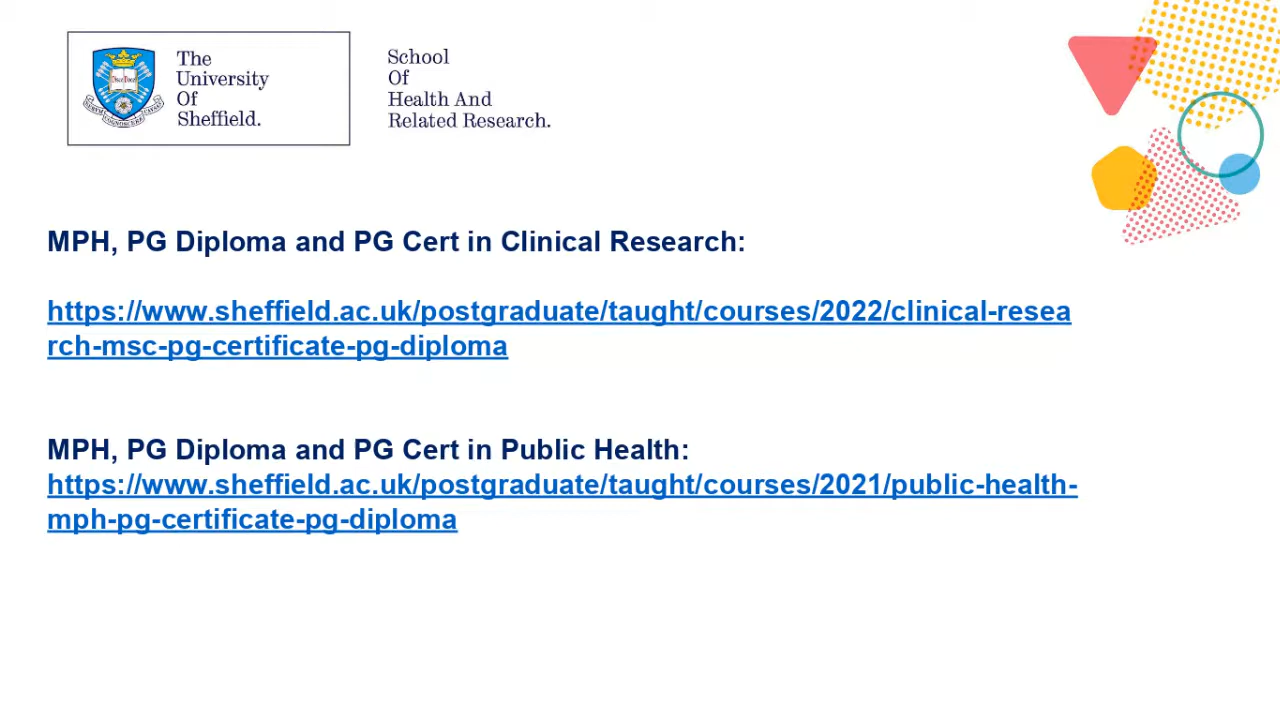 The
University
Of
Sheffield.
School
Of
Health And
Related Research.
MPH, PG Diploma and PG Cert in Clinical Research:
https://www.sheffield.ac.uk/postgraduate/taught/courses/2022/clinical-resea
rch-msc-pg-certificate-pg-diploma
MPH, PG Diploma and PG Cert in Public Health:
https://www.sheffield.ac.uk/postgraduate/taught/courses/2021/public-health-
mph-pg-certificate-pg-diploma